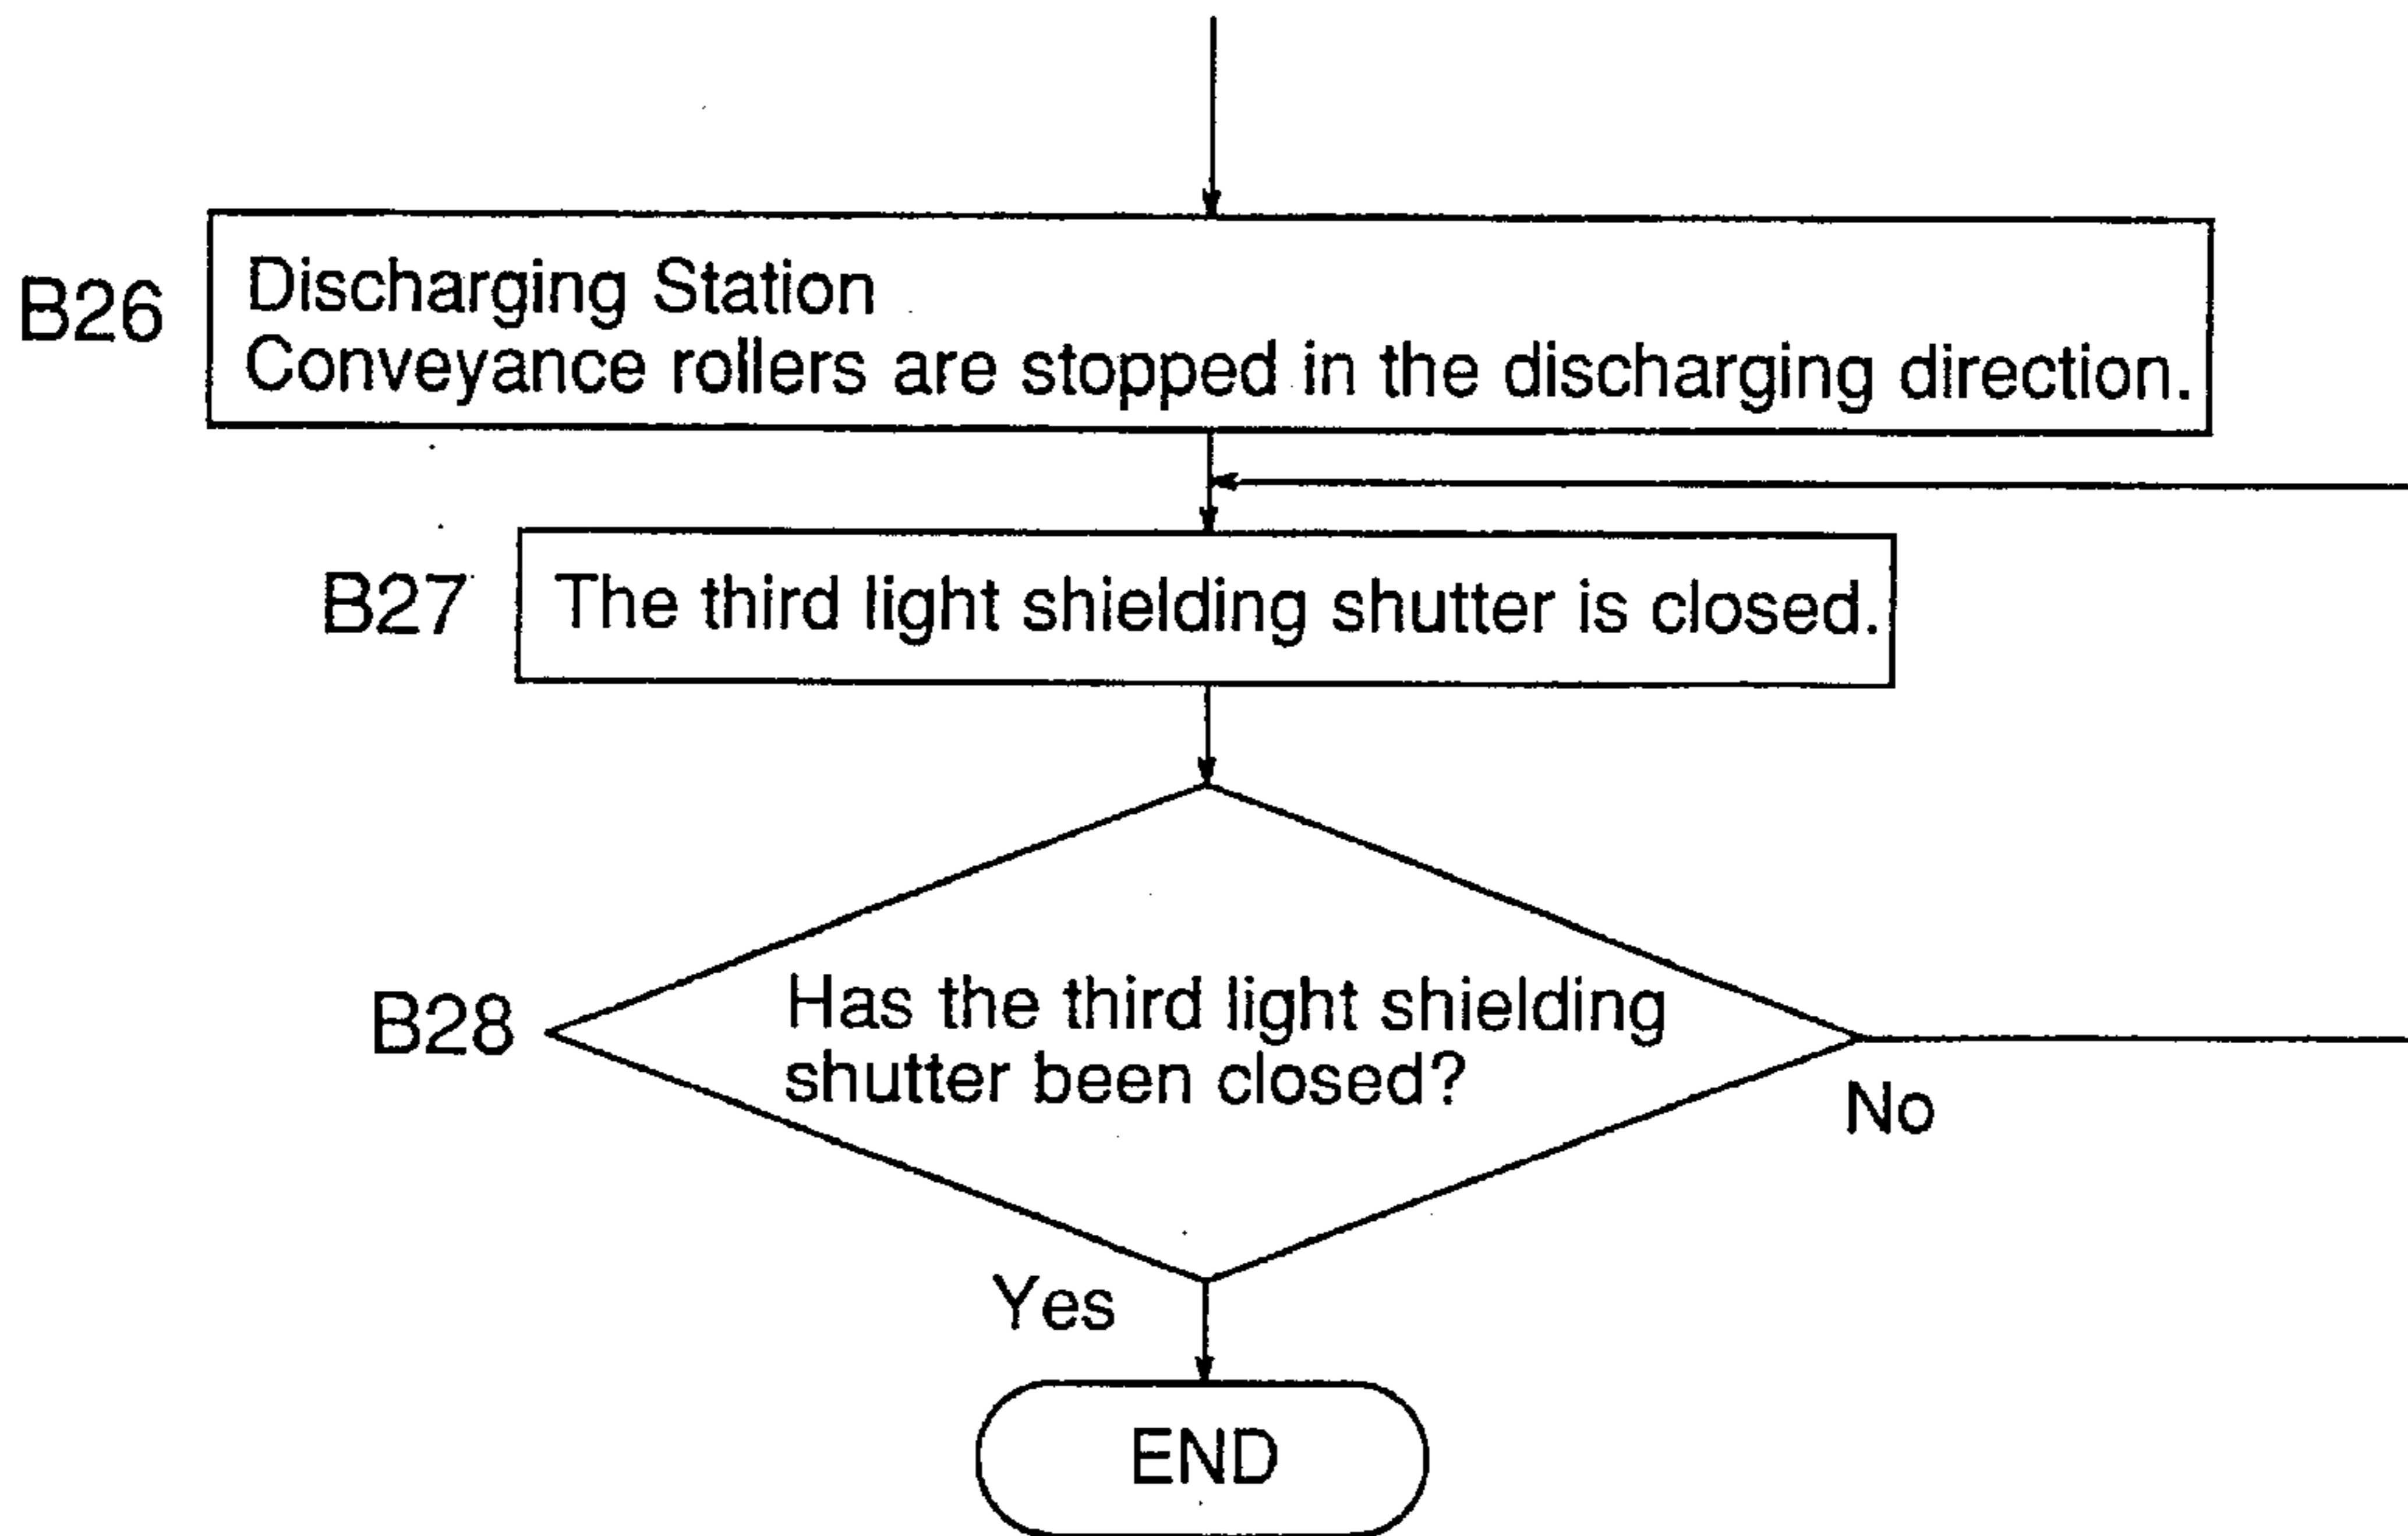 B26
Discharging Station
Conveyance rollers are stopped in the discharging direction.
B27
The third light shielding shutter is closed.
B28
Has the third light shielding
shutter been closed?
No
Yes
END